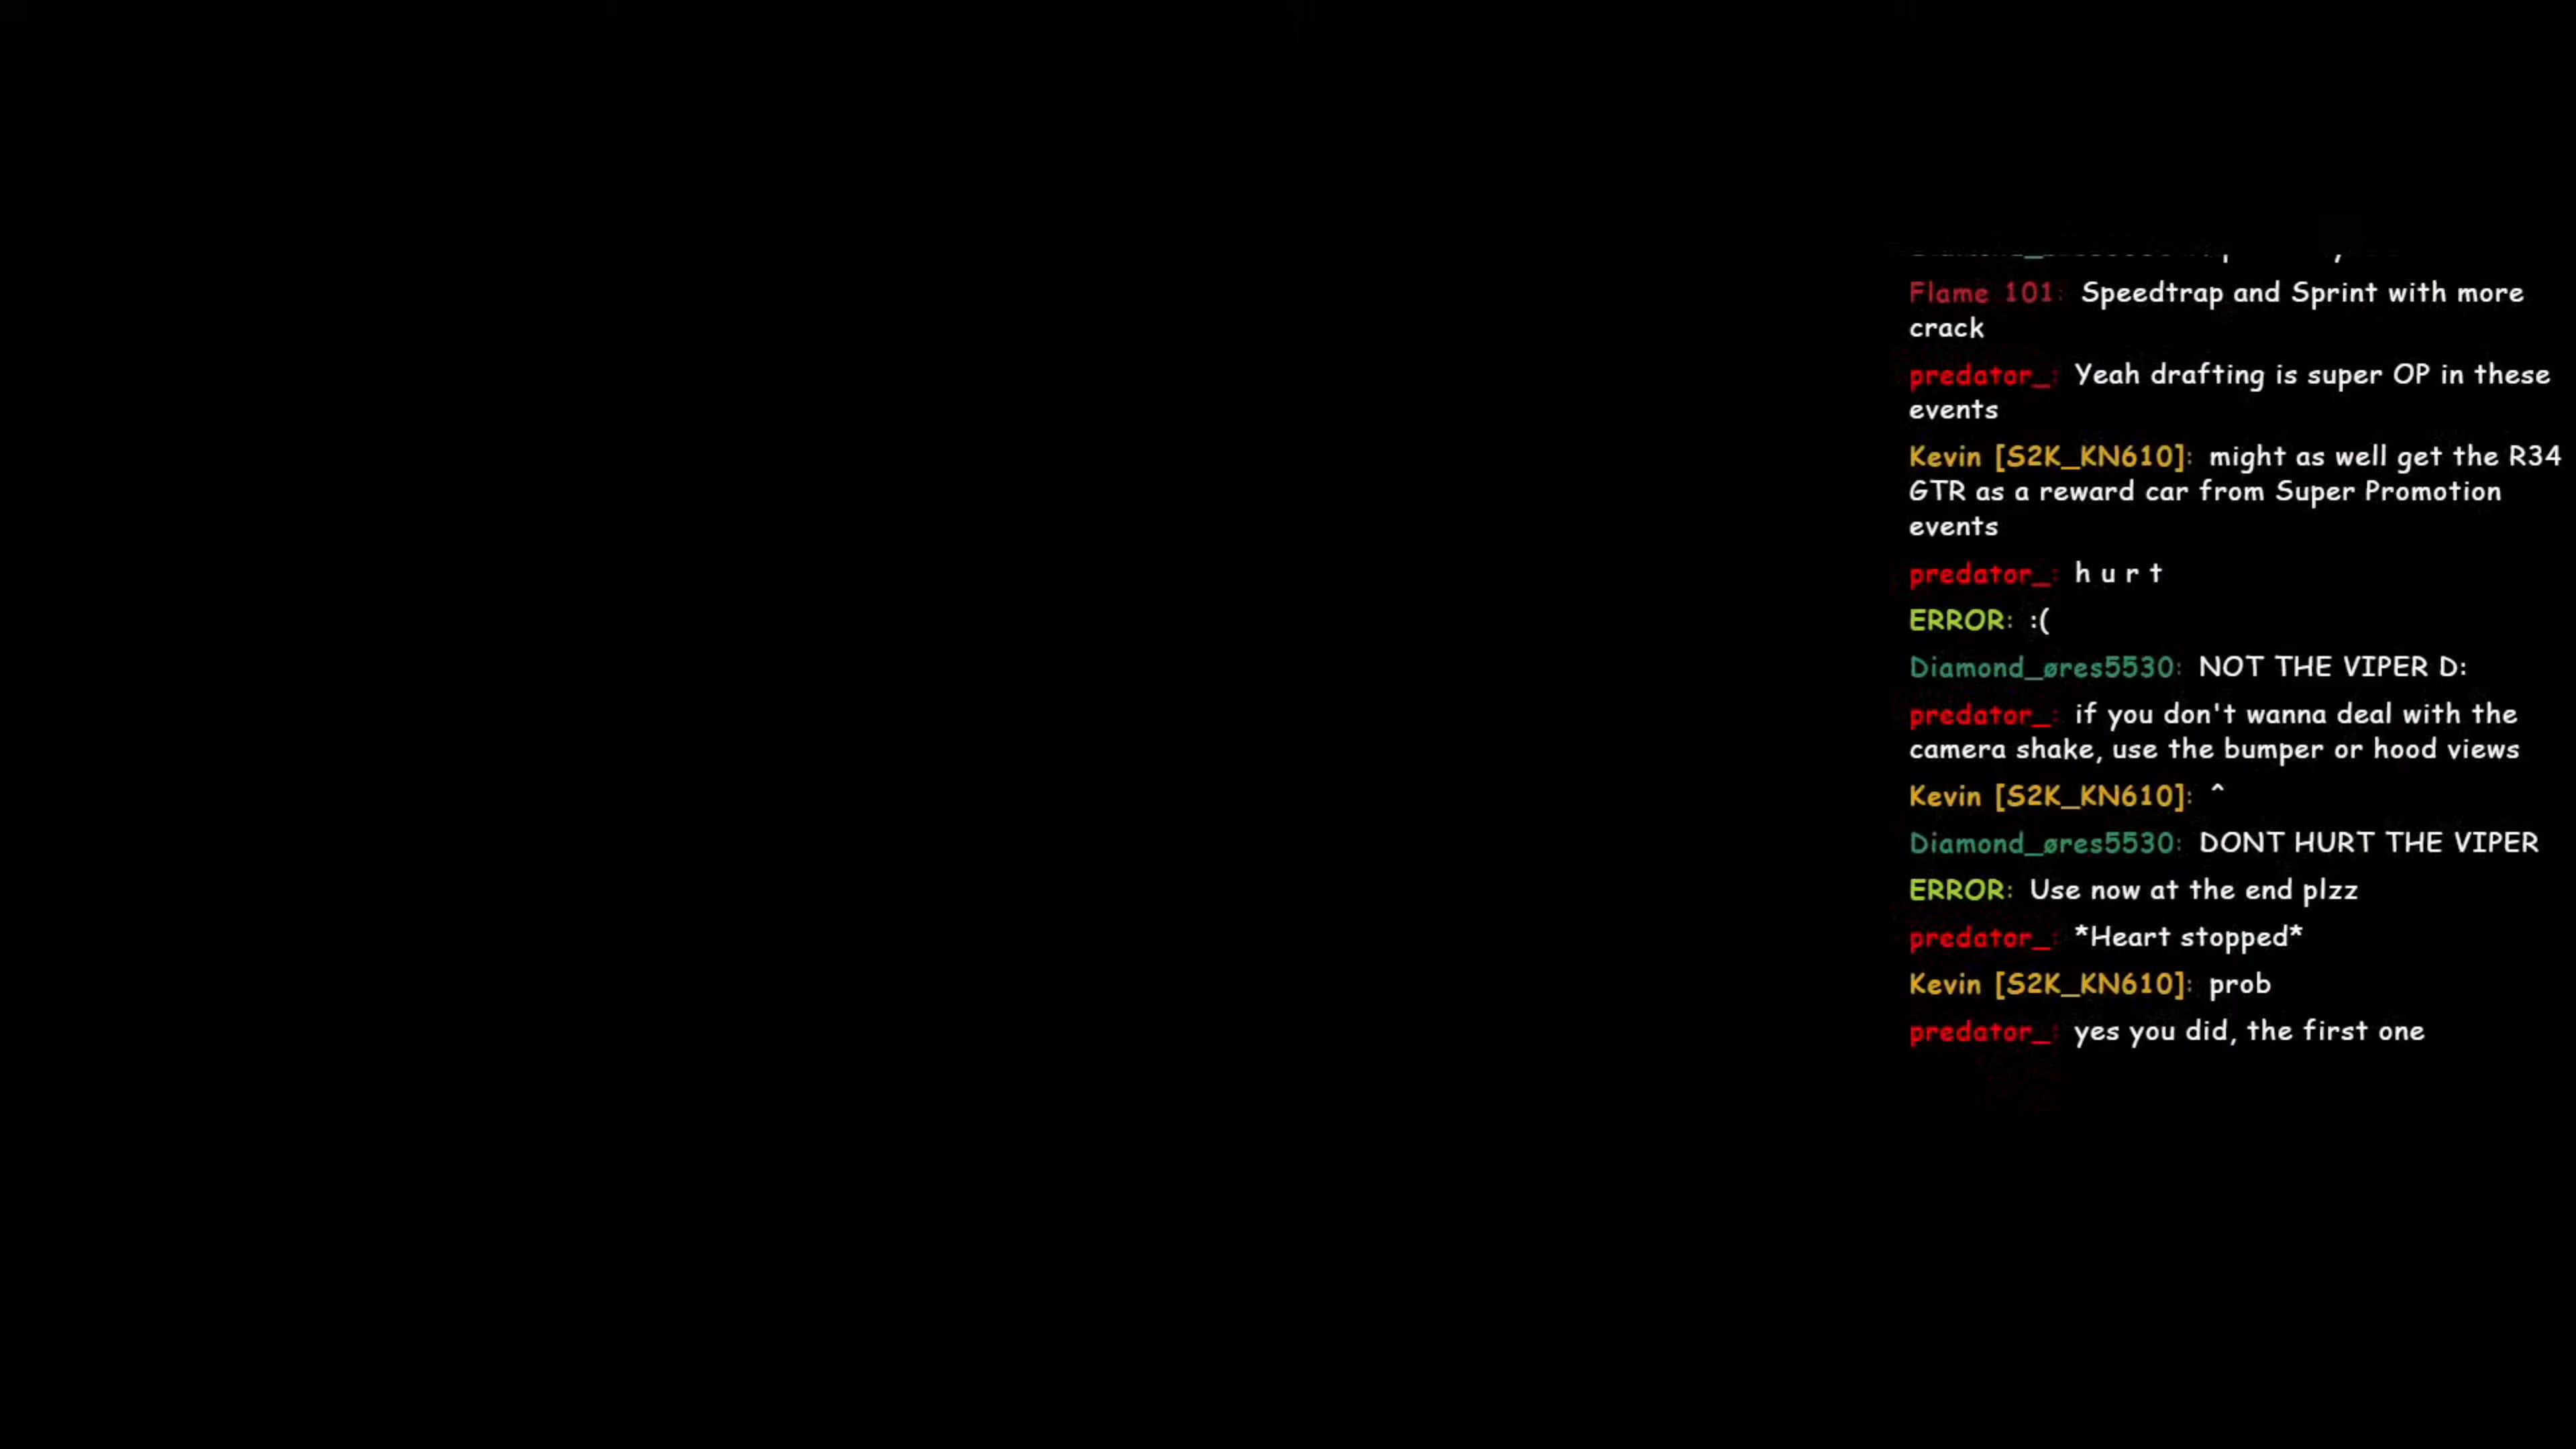 Flame 101: Speedtrap and Sprint with more
crack
predator_: Yeah drafting is super OP in these
events
Kevin [S2K_KN610]: might as well get the R34
GTR as a reward car from Super Promotion
events
predator_: h u r t
ERROR: :(
Diamond_øres5530: NOT THE VIPER D:
predator_: if you don't wanna deal with the
camera shake, use the bumper or hood views
Kevin [S2K_KN610]: ^
Diamond_øres5530: DONT HURT THE VIPER
ERROR: Use now at the end plzz
predator_: *Heart stopped*
Kevin [S2K_KN610]: prob
predator_: yes you did, the first one